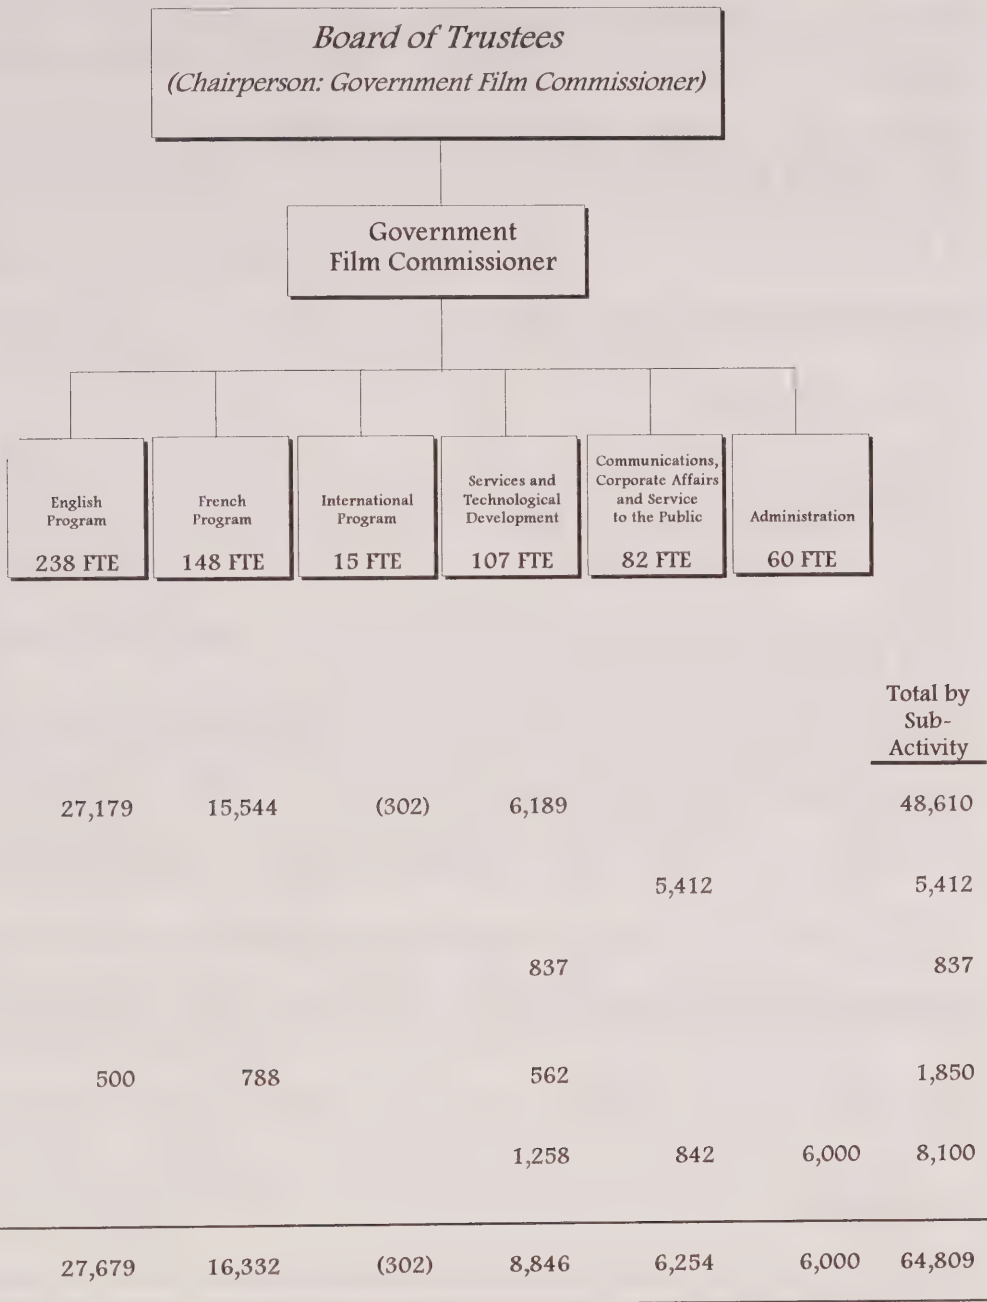 Board of Trustees
(Chairperson: Government Film Commissioner)
Government
Film Commissioner
English
Program
238 FTE
French
Program
148 FTE
International
Program
15 FTE
Services and
Technological
Development
107 FTE
Communications,
Corporate Affairs
and Service
to the Public
82 FTE
Administration
60 FTE
Total by
Sub-
Activity
27,179 15,544 (302) 6,189 48,610
5,412 5,412
837 837
500 788 562 1,850
1,258 842 6,000 8,100
27,679 16,332 (302) 8,846 6,254 6,000 64,809